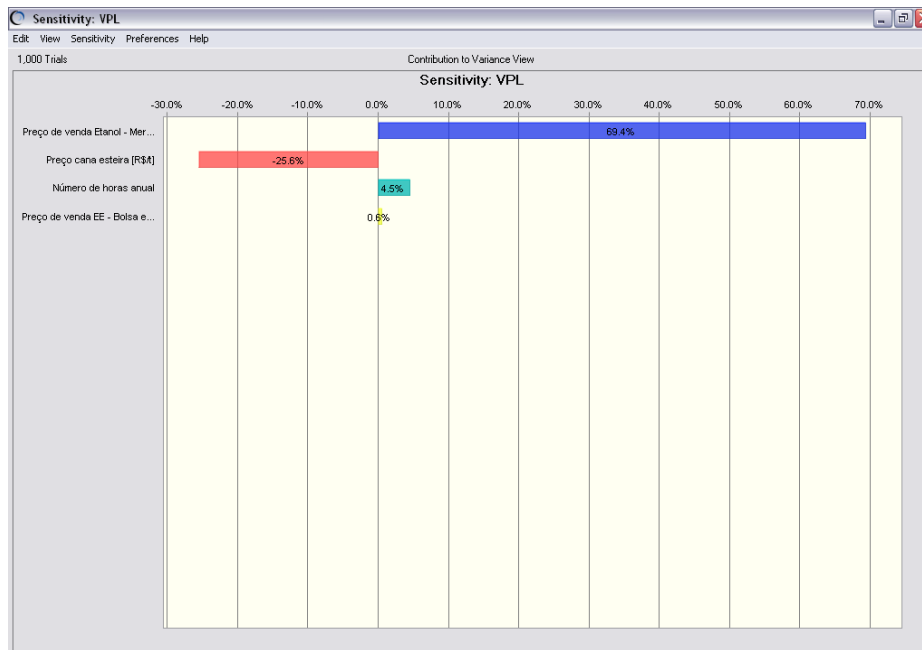 Sensitivity: VPL
Edit View Sensitivity Preferences Help
1,000 Trials Contribution to Variance View
Sensitivity: VPL
-30.0% -20.0% -10.0% 0.0% 10.0% 20.0% 30.0% 40.0% 50.0% 60.0% 70.0%
Preço de venda Etanol - Mer... 69.4%
Preço cana esteira [R$/t] -25.6%
Número de horas anual 4.5%
Preço de venda EE - Bolsa e... 0.6%